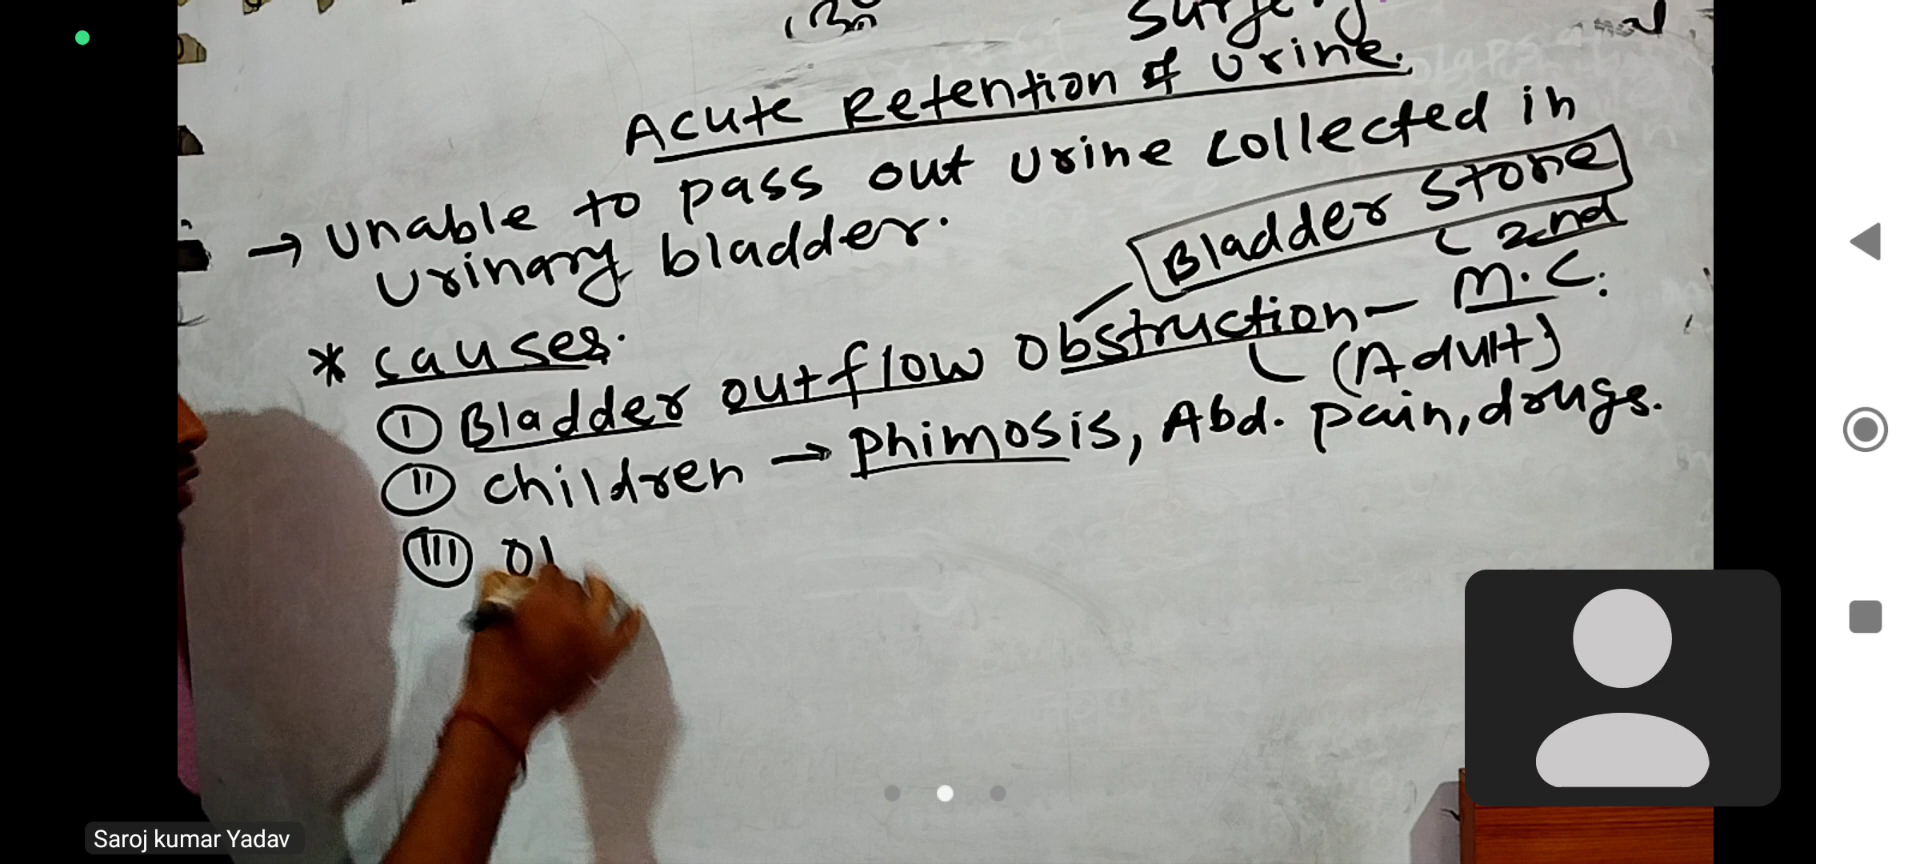 Surgery
Acute Retention of Urine.
→ Unable to pass out urine collected in
urinary bladder.
Bladder Stone
(2nd
* Causes.
① Bladder outflow obstruction – M.C.
(Adult)
② Children → Phimosis, Abd. pain, drugs.
③
Saroj kumar Yadav